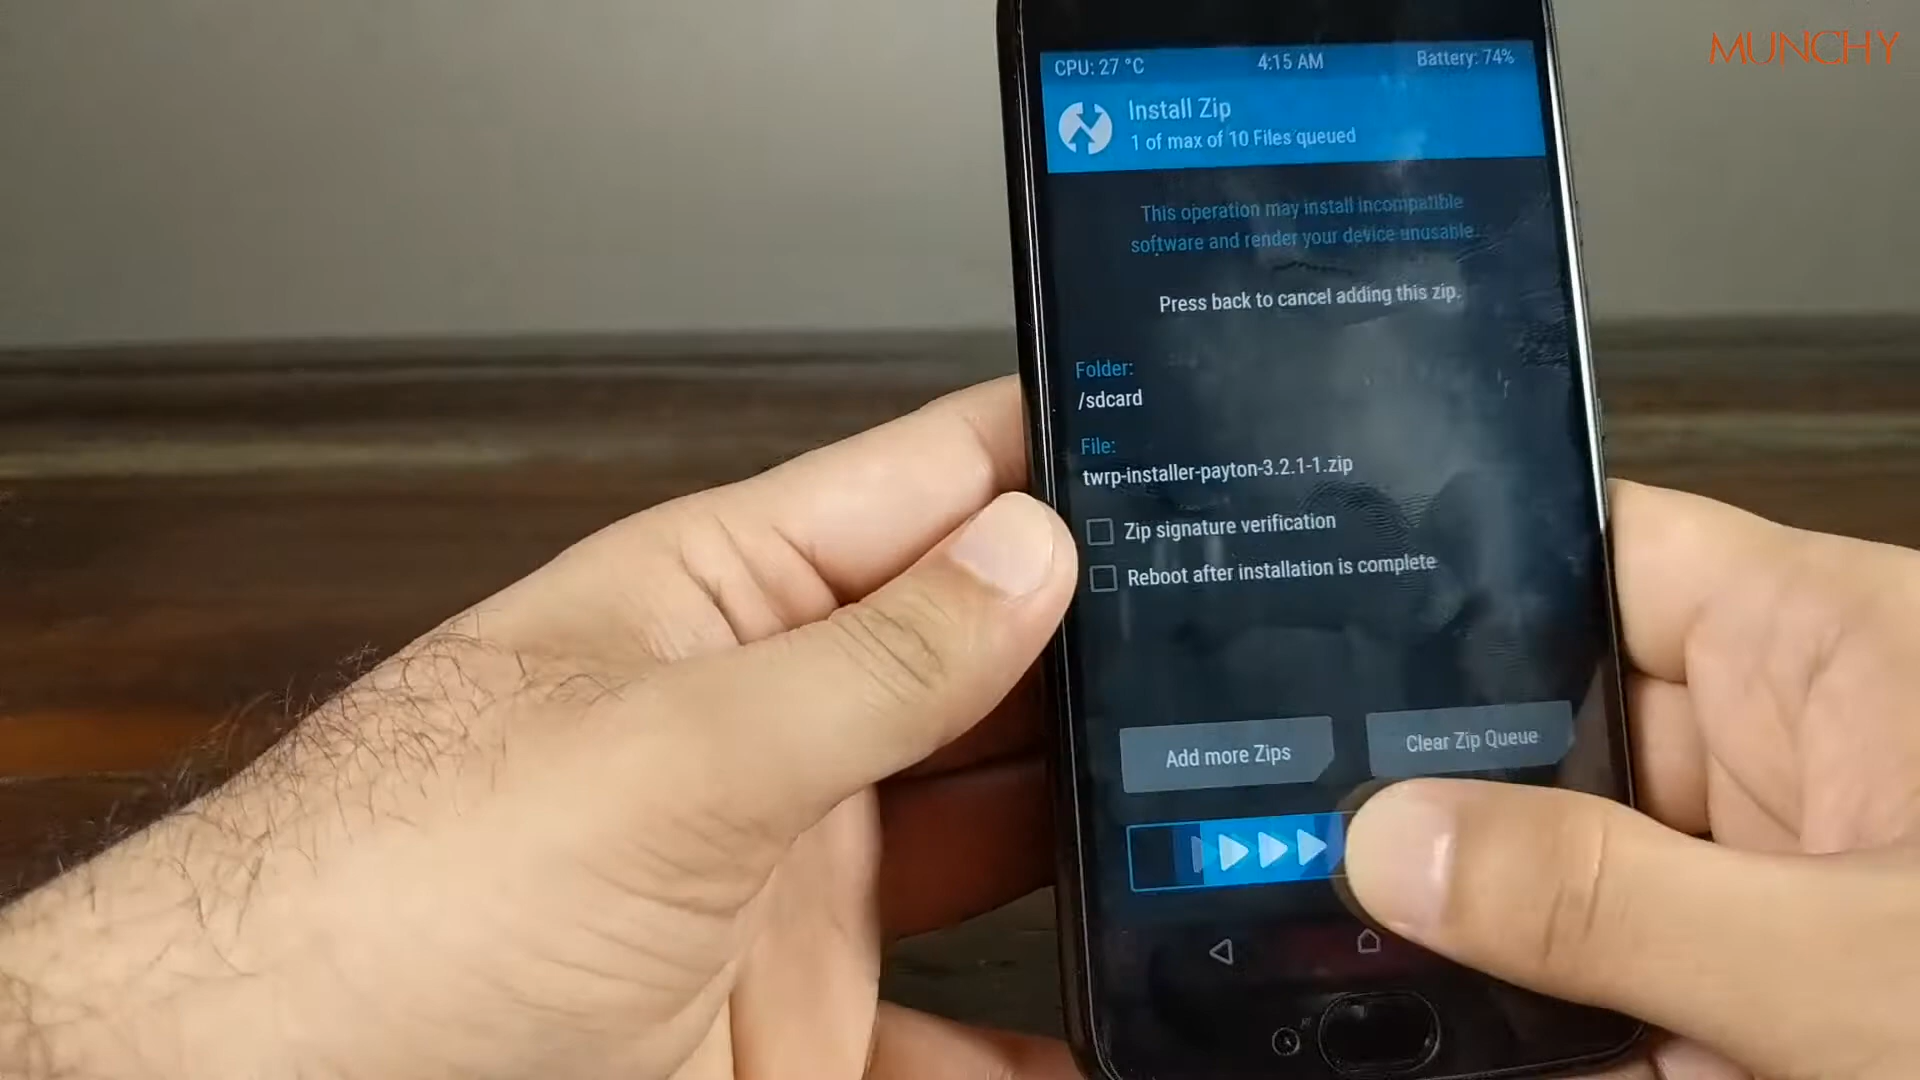 MUNCHY
CPU: 27 °C
4:15 AM
Battery: 74%
Install Zip
1 of max of 10 Files queued
This operation may install incompatible
software and render your device unusable.
Press back to cancel adding this zip.
Folder:
/sdcard
File:
twrp-installer-payton-3.2.1-1.zip
Zip signature verification
Reboot after installation is complete
Add more Zips
Clear Zip Queue